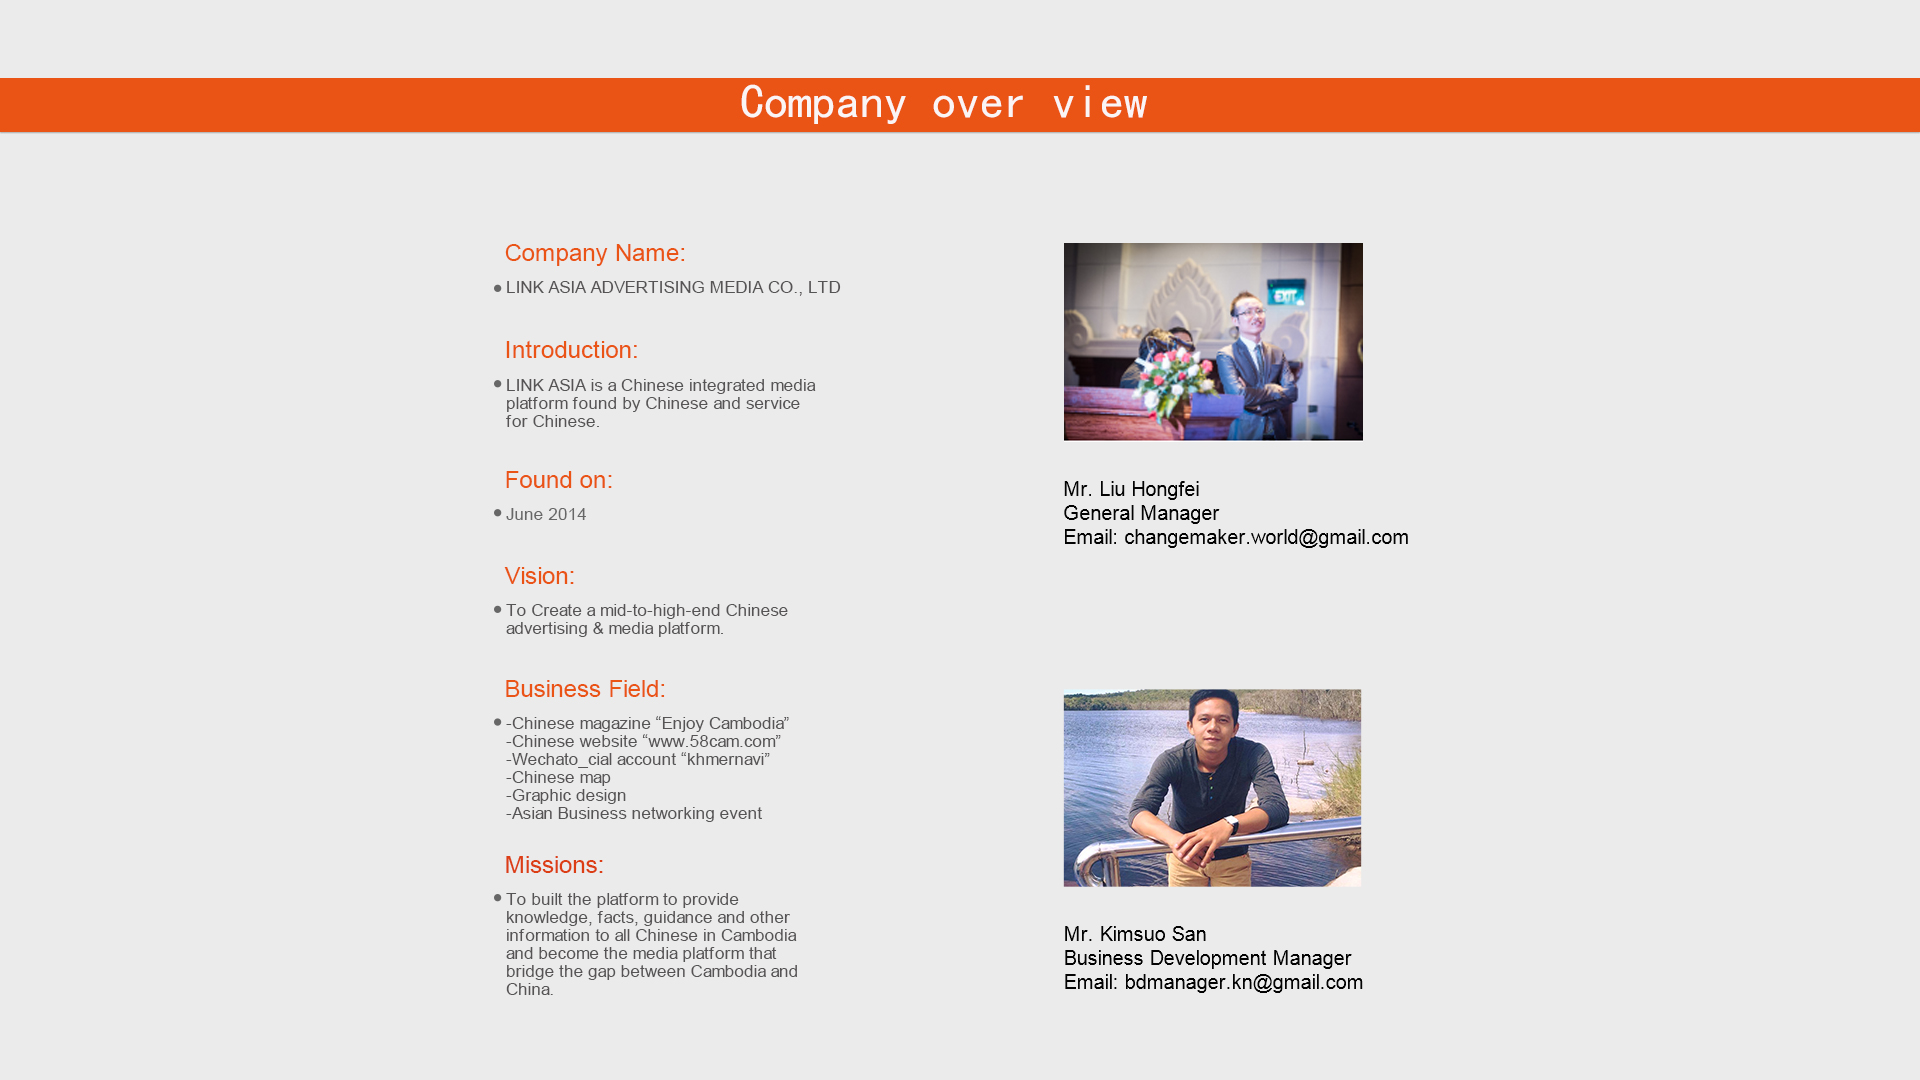 Company over view
Company Name:
• LINK ASIA ADVERTISING MEDIA CO., LTD
Introduction:
• LINK ASIA is a Chinese integrated media
platform found by Chinese and service
for Chinese.
Found on:
• June 2014
Vision:
• To Create a mid-to-high-end Chinese
advertising & media platform.
Business Field:
• -Chinese magazine “Enjoy Cambodia”
-Chinese website “www.58cam.com”
-Wechato_cial account “khmernavi”
-Chinese map
-Graphic design
-Asian Business networking event
Missions:
• To built the platform to provide
knowledge, facts, guidance and other
information to all Chinese in Cambodia
and become the media platform that
bridge the gap between Cambodia and
China.
EXIT
Mr. Liu Hongfei
General Manager
Email: changemaker.world@gmail.com
Mr. Kimsuo San
Business Development Manager
Email: bdmanager.kn@gmail.com